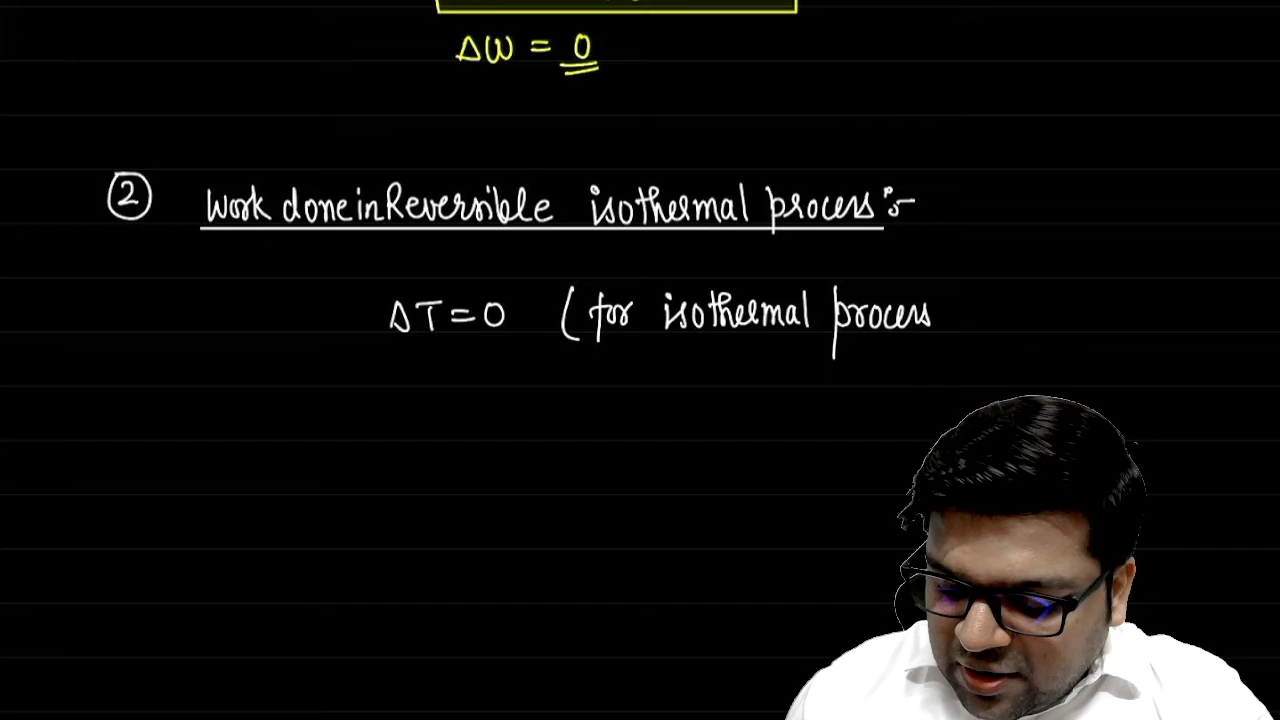 ΔW = 0
② Work done in Reversible isothermal process :-
ΔT = 0 ( for isothermal process